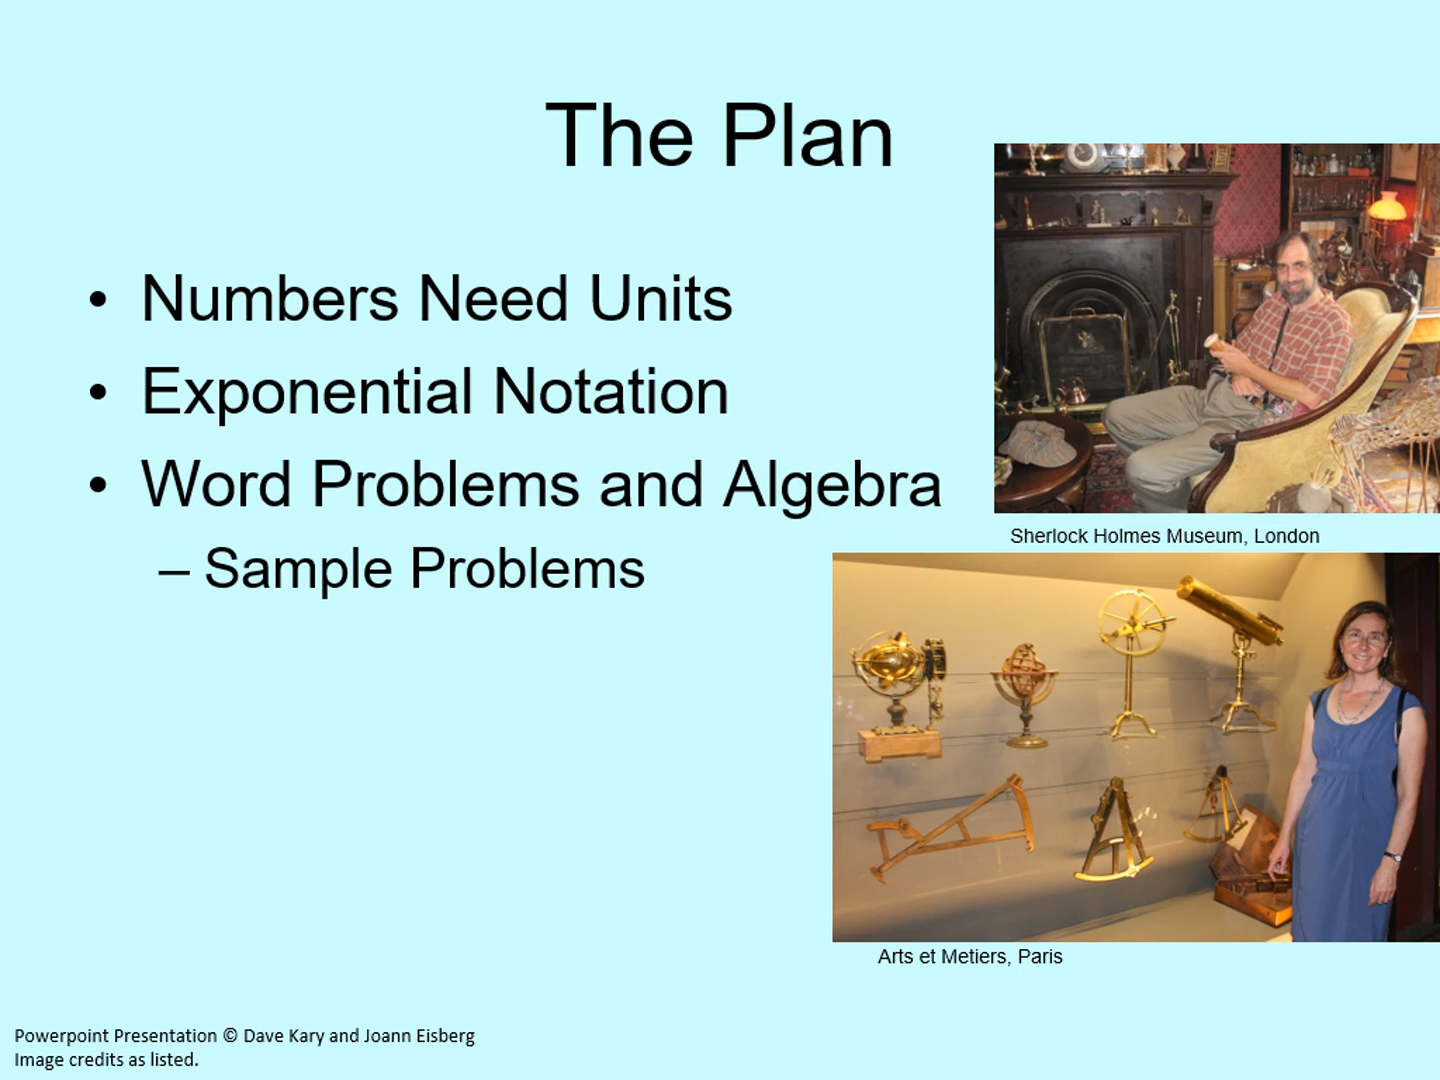 The Plan
• Numbers Need Units
• Exponential Notation
• Word Problems and Algebra
– Sample Problems
Sherlock Holmes Museum, London
Arts et Metiers, Paris
Powerpoint Presentation © Dave Kary and Joann Eisberg
Image credits as listed.